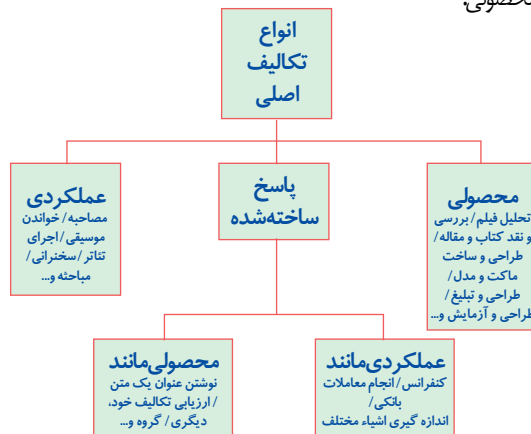 محصولی.
انواع
تکالیف
اصلی
محصولی
تحلیل فیلم/ بررسی
و نقد کتاب و مقاله/
طراحی و ساخت
ماکت و مدل/
طراحی و تبلیغ/
طراحی و آزمایش و...
پاسخ
ساخته‌شده
عملکردی
مصاحبه/ خواندن
موسیقی/ اجرای
تئاتر/ سخنرانی/
مباحثه و...
عملکردی‌مانند
کنفرانس/ انجام معاملات
بانکی/
اندازه گیری اشیاء مختلف
محصولی‌مانند
نوشتن عنوان یک متن
/ ارزیابی تکالیف خود،
دیگری/ گروه و...